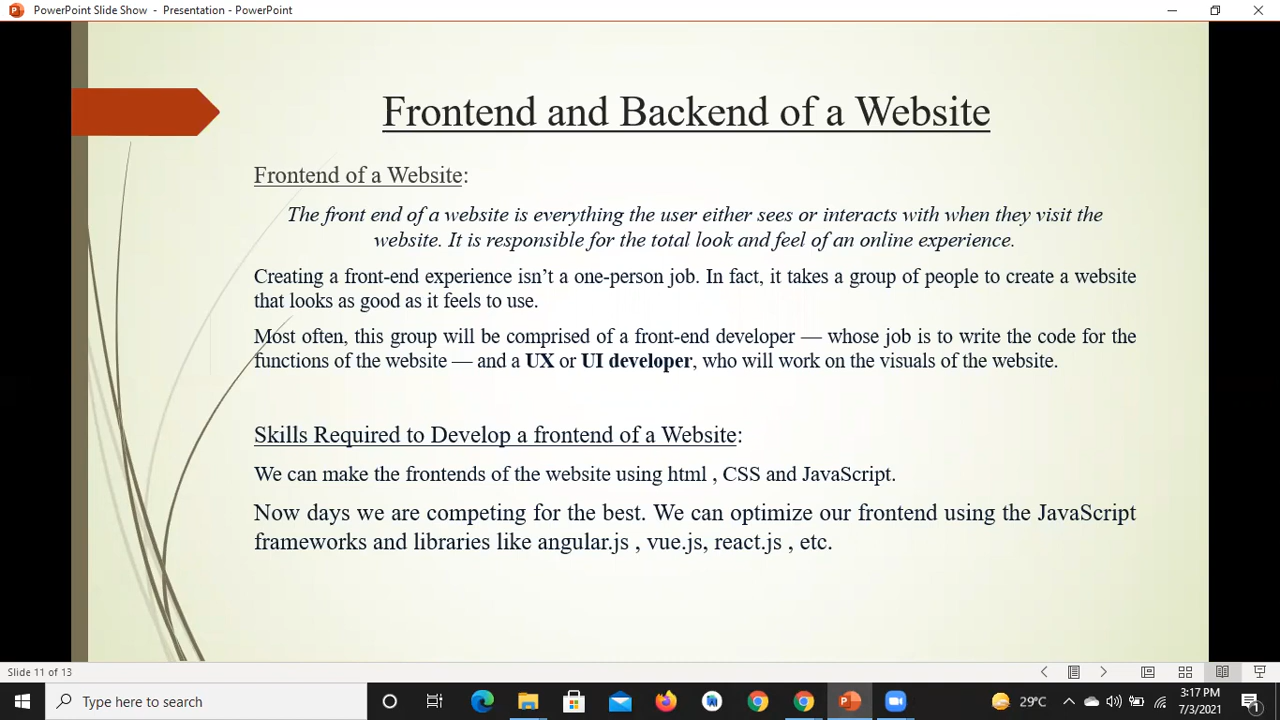 PowerPoint Slide Show - Presentation - PowerPoint
Frontend and Backend of a Website
Frontend of a Website:
The front end of a website is everything the user either sees or interacts with when they visit the
website. It is responsible for the total look and feel of an online experience.
Creating a front-end experience isn’t a one-person job. In fact, it takes a group of people to create a website
that looks as good as it feels to use.
Most often, this group will be comprised of a front-end developer — whose job is to write the code for the
functions of the website — and a UX or UI developer, who will work on the visuals of the website.
Skills Required to Develop a frontend of a Website:
We can make the frontends of the website using html , CSS and JavaScript.
Now days we are competing for the best. We can optimize our frontend using the JavaScript
frameworks and libraries like angular.js , vue.js, react.js , etc.
Slide 11 of 13
Type here to search
29°C
3:17 PM
7/3/2021
1